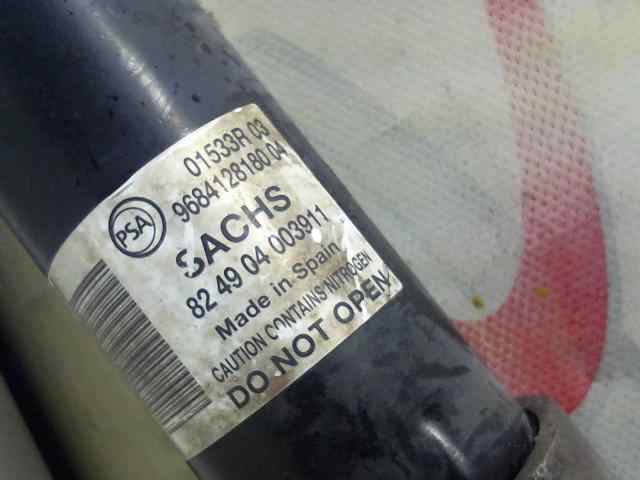 01533R 03
9684128180 04
PSA
SACHS
82 49 04 003911
Made in Spain
CAUTION CONTAINS NITROGEN
DO NOT OPEN